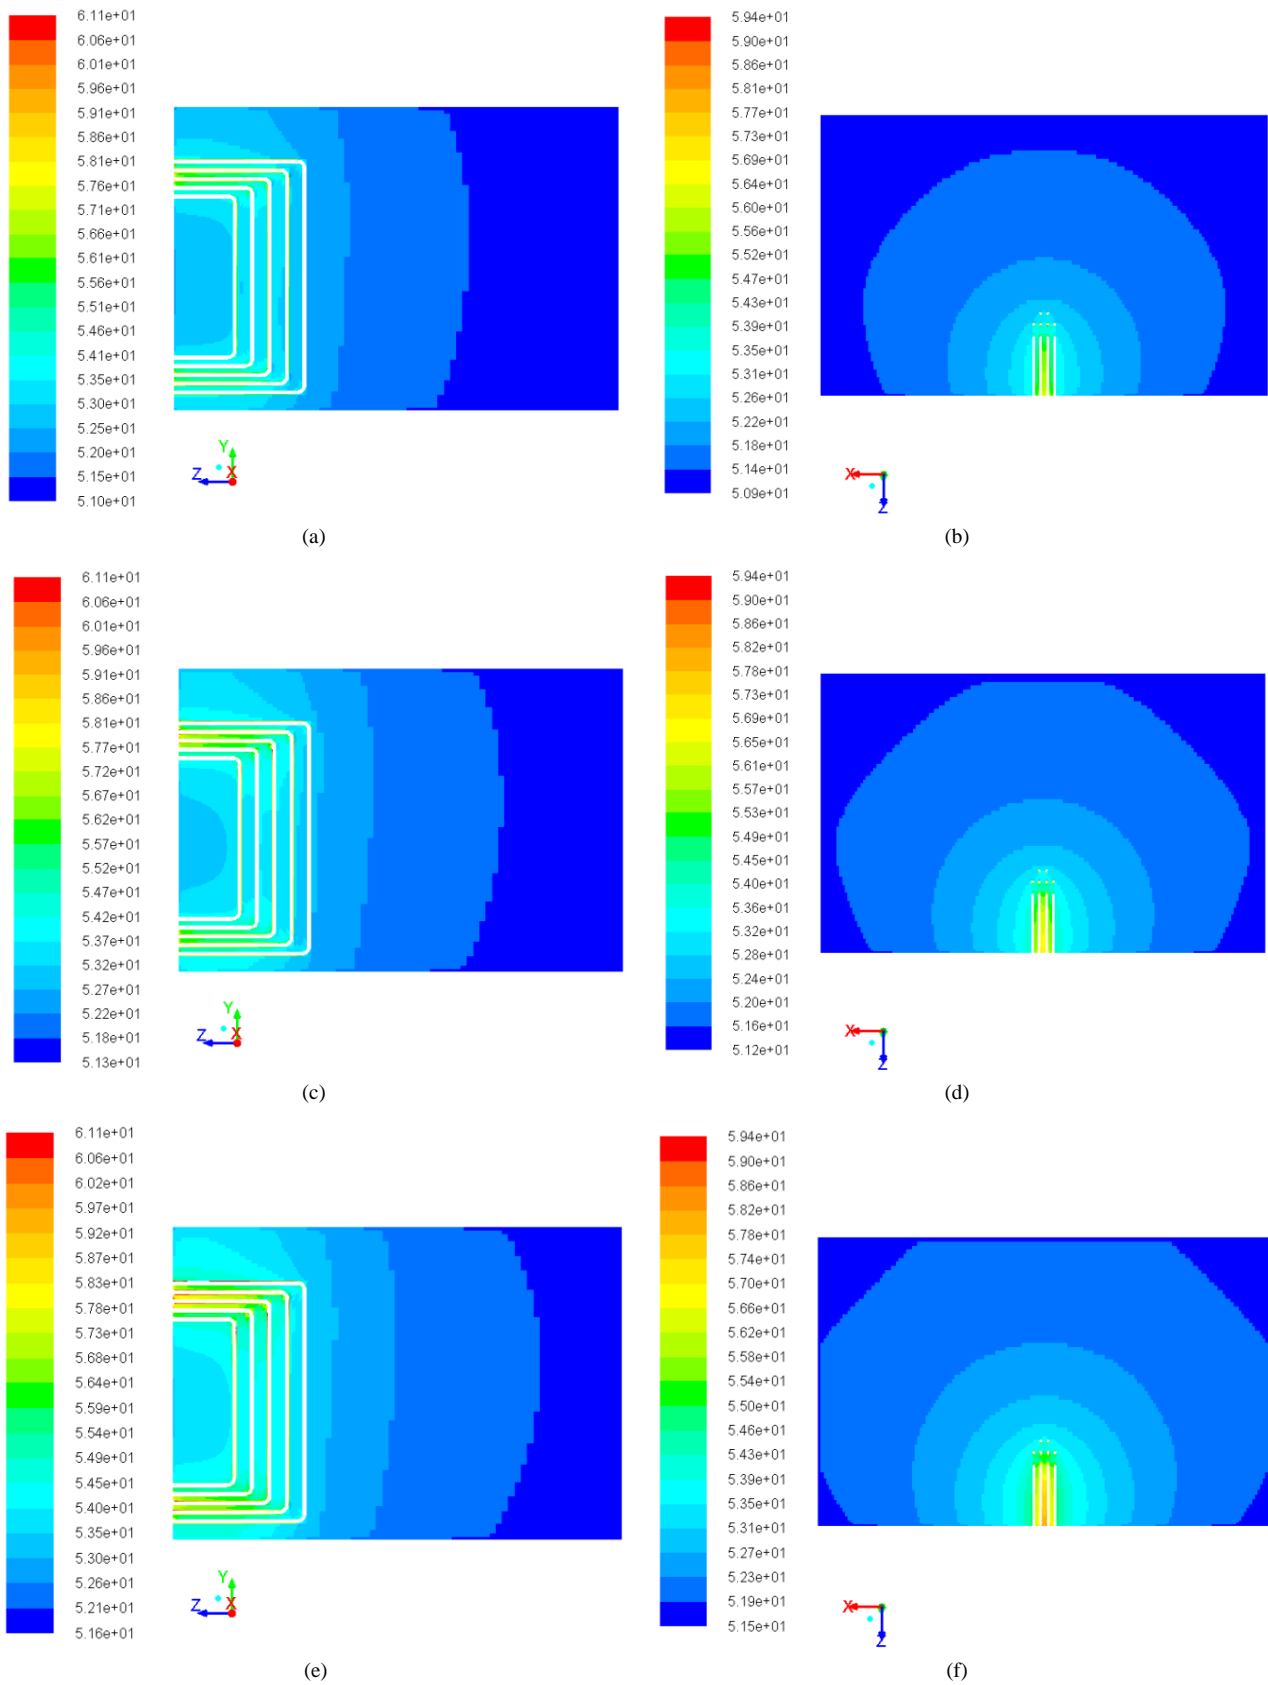 6.11e+01
6.06e+01
6.01e+01
5.96e+01
5.91e+01
5.86e+01
5.81e+01
5.76e+01
5.71e+01
5.66e+01
5.61e+01
5.56e+01
5.51e+01
5.46e+01
5.41e+01
5.35e+01
5.30e+01
5.25e+01
5.20e+01
5.15e+01
5.10e+01
Y
Z
X
(a)
5.94e+01
5.90e+01
5.86e+01
5.81e+01
5.77e+01
5.73e+01
5.69e+01
5.64e+01
5.60e+01
5.56e+01
5.52e+01
5.47e+01
5.43e+01
5.39e+01
5.35e+01
5.31e+01
5.26e+01
5.22e+01
5.18e+01
5.14e+01
5.09e+01
X
Z
(b)
6.11e+01
6.06e+01
6.01e+01
5.96e+01
5.91e+01
5.86e+01
5.81e+01
5.77e+01
5.72e+01
5.67e+01
5.62e+01
5.57e+01
5.52e+01
5.47e+01
5.42e+01
5.37e+01
5.32e+01
5.27e+01
5.22e+01
5.18e+01
5.13e+01
Y
Z
X
(c)
5.94e+01
5.90e+01
5.86e+01
5.82e+01
5.78e+01
5.73e+01
5.69e+01
5.65e+01
5.61e+01
5.57e+01
5.53e+01
5.49e+01
5.45e+01
5.40e+01
5.36e+01
5.32e+01
5.28e+01
5.24e+01
5.20e+01
5.16e+01
5.12e+01
X
Z
(d)
6.11e+01
6.06e+01
6.02e+01
5.97e+01
5.92e+01
5.87e+01
5.83e+01
5.78e+01
5.73e+01
5.68e+01
5.64e+01
5.59e+01
5.54e+01
5.49e+01
5.45e+01
5.40e+01
5.35e+01
5.30e+01
5.26e+01
5.21e+01
5.16e+01
Y
Z
X
(e)
5.94e+01
5.90e+01
5.86e+01
5.82e+01
5.78e+01
5.74e+01
5.70e+01
5.66e+01
5.62e+01
5.58e+01
5.54e+01
5.50e+01
5.46e+01
5.43e+01
5.39e+01
5.35e+01
5.31e+01
5.27e+01
5.23e+01
5.19e+01
5.15e+01
X
Z
(f)